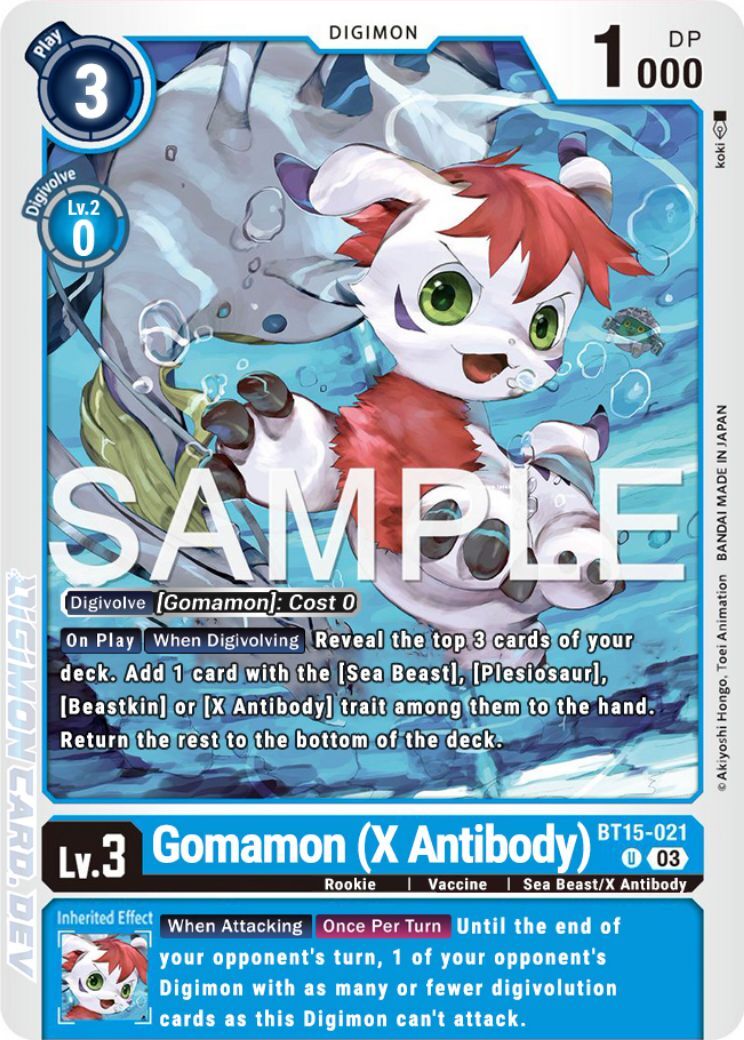 DIGIMON
Play
3
1000
DP
koki
Digivolve
Lv.2
0
SAMPLE
Digivolve [Gomamon]: Cost 0
On Play When Digivolving Reveal the top 3 cards of your
deck. Add 1 card with the [Sea Beast], [Plesiosaur],
[Beastkin] or [X Antibody] trait among them to the hand.
Return the rest to the bottom of the deck.
© Akiyoshi Hongo, Toei Animation BANDAI MADE IN JAPAN
DIGIMONCARD.DEV
Lv.3
Gomamon (X Antibody)
BT15-021
U 03
Rookie | Vaccine | Sea Beast/X Antibody
Inherited Effect
When Attacking Once Per Turn Until the end of
your opponent's turn, 1 of your opponent's
Digimon with as many or fewer digivolution
cards as this Digimon can't attack.